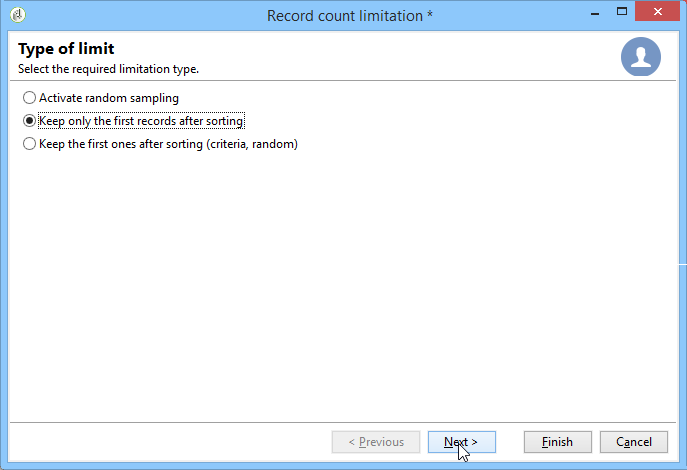 Record count limitation *
Type of limit
Select the required limitation type.
Activate random sampling
Keep only the first records after sorting
Keep the first ones after sorting (criteria, random)
< Previous Next > Finish Cancel